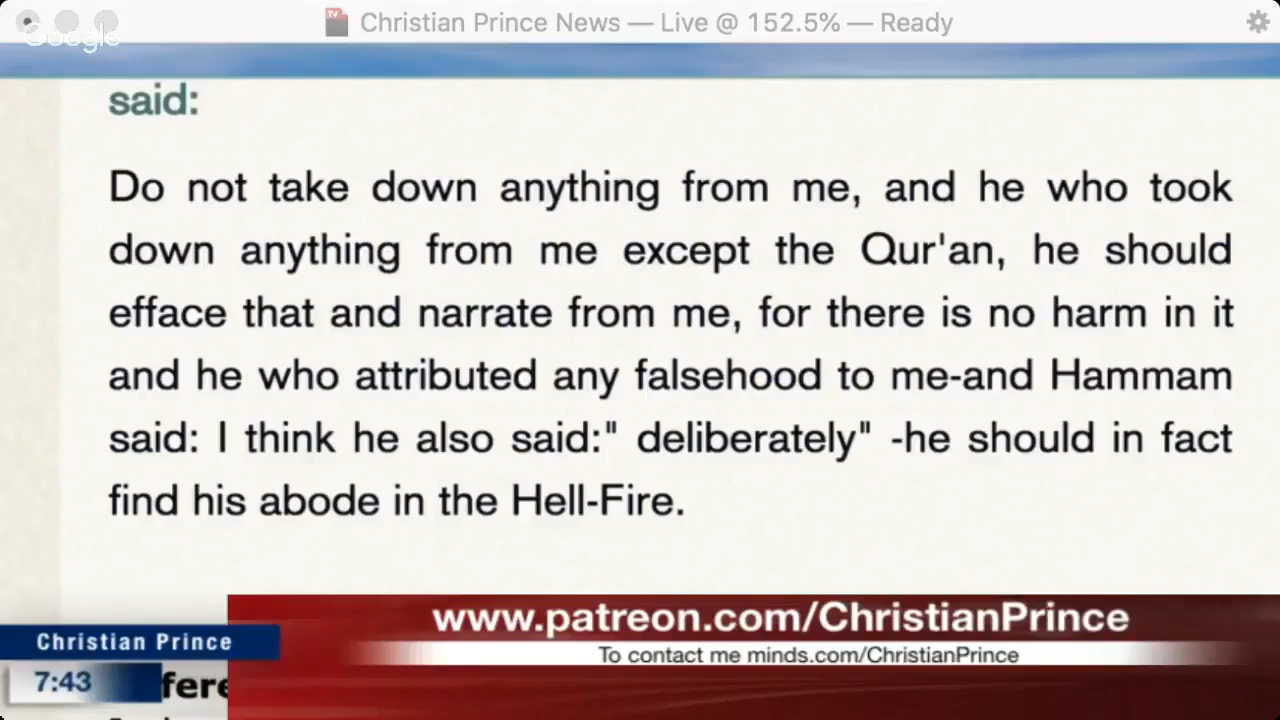 Christian Prince News — Live @ 152.5% — Ready
Google
said:
Do not take down anything from me, and he who took
down anything from me except the Qur'an, he should
efface that and narrate from me, for there is no harm in it
and he who attributed any falsehood to me-and Hammam
said: I think he also said:" deliberately" -he should in fact
find his abode in the Hell-Fire.
www.patreon.com/ChristianPrince
Christian Prince
To contact me minds.com/ChristianPrince
7:43
fere